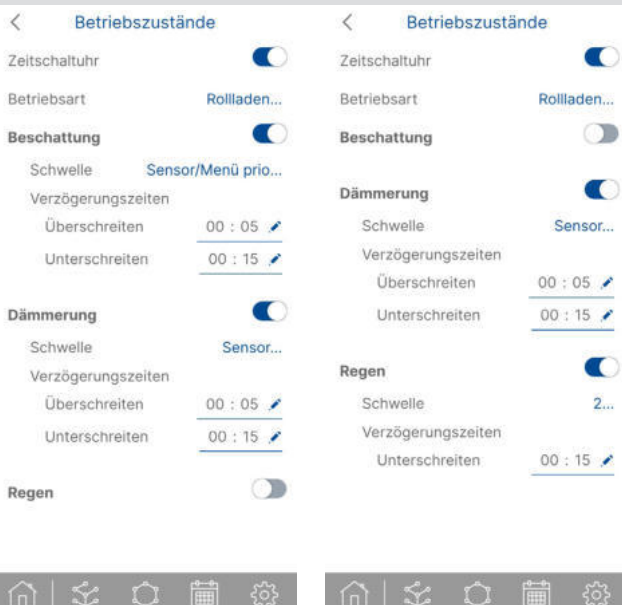 Betriebszustände
Zeitschaltuhr
Betriebsart Rollladen...
Beschattung
Schwelle Sensor/Menü prio...
Verzögerungszeiten
Überschreiten 00 : 05
Unterschreiten 00 : 15
Dämmerung
Schwelle Sensor...
Verzögerungszeiten
Überschreiten 00 : 05
Unterschreiten 00 : 15
Regen
Betriebszustände
Zeitschaltuhr
Betriebsart Rollladen...
Beschattung
Dämmerung
Schwelle Sensor...
Verzögerungszeiten
Überschreiten 00 : 05
Unterschreiten 00 : 15
Regen
Schwelle 2...
Verzögerungszeiten
Unterschreiten 00 : 15